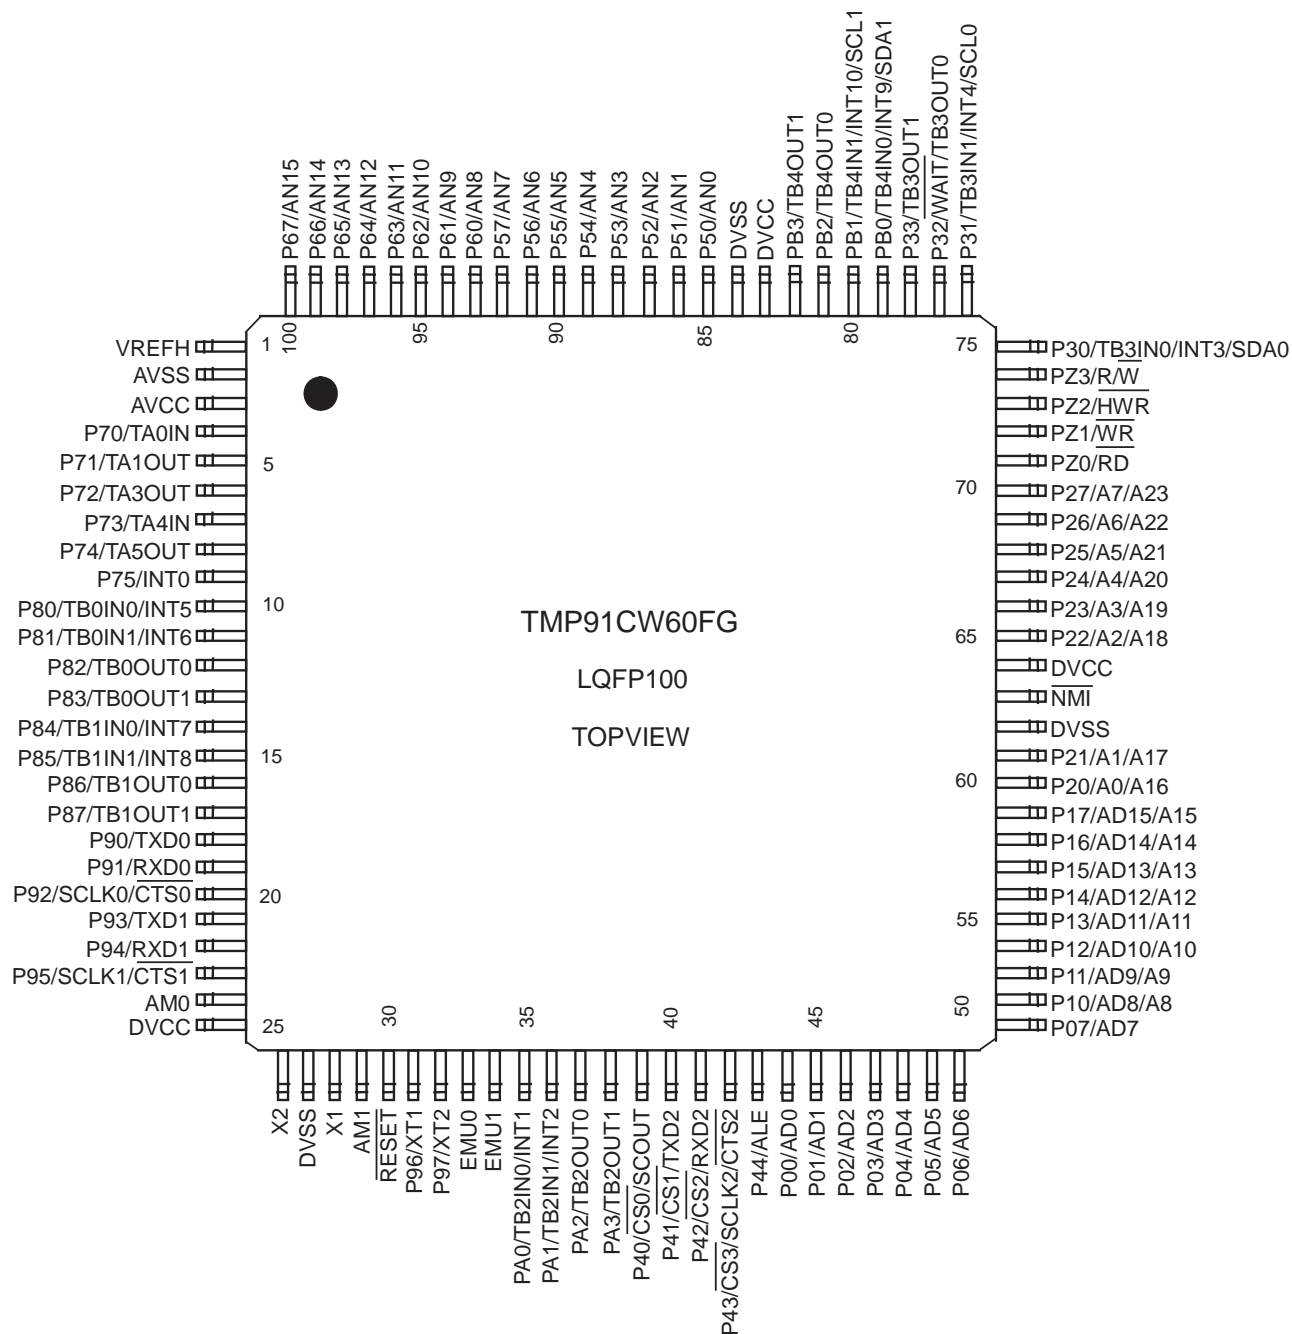 P67/AN15
P66/AN14
P65/AN13
P64/AN12
P63/AN11
P62/AN10
P61/AN9
P60/AN8
P57/AN7
P56/AN6
P55/AN5
P54/AN4
P53/AN3
P52/AN2
P51/AN1
P50/AN0
DVSS
DVCC
PB3/TB4OUT1
PB2/TB4OUT0
PB1/TB4IN1/INT10/SCL1
PB0/TB4IN0/INT9/SDA1
P33/TB3OUT1
P32/WAIT/TB3OUT0
P31/TB3IN1/INT4/SCL0
1
100
95
90
85
80
75
VREFH
AVSS
AVCC
P70/TA0IN
P71/TA1OUT
5
P72/TA3OUT
P73/TA4IN
P74/TA5OUT
P75/INT0
P80/TB0IN0/INT5
10
P81/TB0IN1/INT6
P82/TB0OUT0
P83/TB0OUT1
P84/TB1IN0/INT7
P85/TB1IN1/INT8
15
P86/TB1OUT0
P87/TB1OUT1
P90/TXD0
P91/RXD0
P92/SCLK0/CTS0
20
P93/TXD1
P94/RXD1
P95/SCLK1/CTS1
AM0
DVCC
25
TMP91CW60FG
LQFP100
TOPVIEW
P30/TB3IN0/INT3/SDA0
PZ3/R/W
PZ2/HWR
PZ1/WR
PZ0/RD
70
P27/A7/A23
P26/A6/A22
P25/A5/A21
P24/A4/A20
P23/A3/A19
65
P22/A2/A18
DVCC
NMI
DVSS
P21/A1/A17
60
P20/A0/A16
P17/AD15/A15
P16/AD14/A14
P15/AD13/A13
P14/AD12/A12
55
P13/AD11/A11
P12/AD10/A10
P11/AD9/A9
P10/AD8/A8
P07/AD7
30
35
40
45
50
X2
DVSS
X1
AM1
RESET
P96/XT1
P97/XT2
EMU0
EMU1
PA0/TB2IN0/INT1
PA1/TB2IN1/INT2
PA2/TB2OUT0
PA3/TB2OUT1
P40/CS0/SCOUT
P41/CS1/TXD2
P42/CS2/RXD2
P43/CS3/SCLK2/CTS2
P44/ALE
P00/AD0
P01/AD1
P02/AD2
P03/AD3
P04/AD4
P05/AD5
P06/AD6